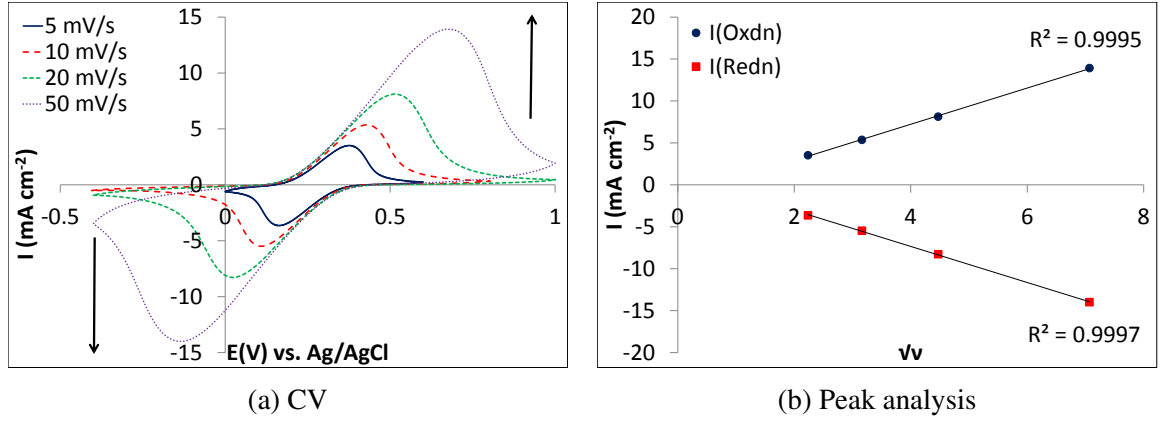 5 mV/s
10 mV/s
20 mV/s
50 mV/s
15
10
5
0
-5
-10
-15
-0.5
0
0.5
1
I (mA cm⁻²)
E(V) vs. Ag/AgCl
(a) CV
I(Oxdn)
I(Redn)
R² = 0.9995
R² = 0.9997
20
15
10
5
0
-5
-10
-15
-20
0
2
4
6
8
I (mA cm⁻²)
√ν
(b) Peak analysis